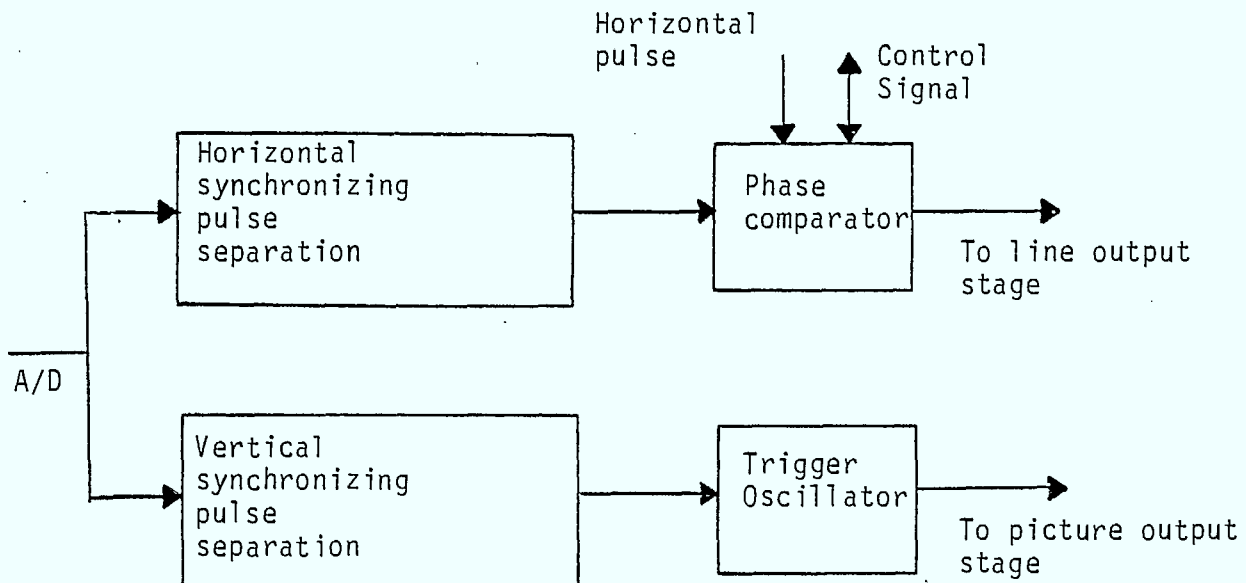 Horizontal
pulse
Control
Signal
Horizontal
synchronizing
pulse
separation
Phase
comparator
To line output
stage
A/D
Vertical
synchronizing
pulse
separation
Trigger
Oscillator
To picture output
stage